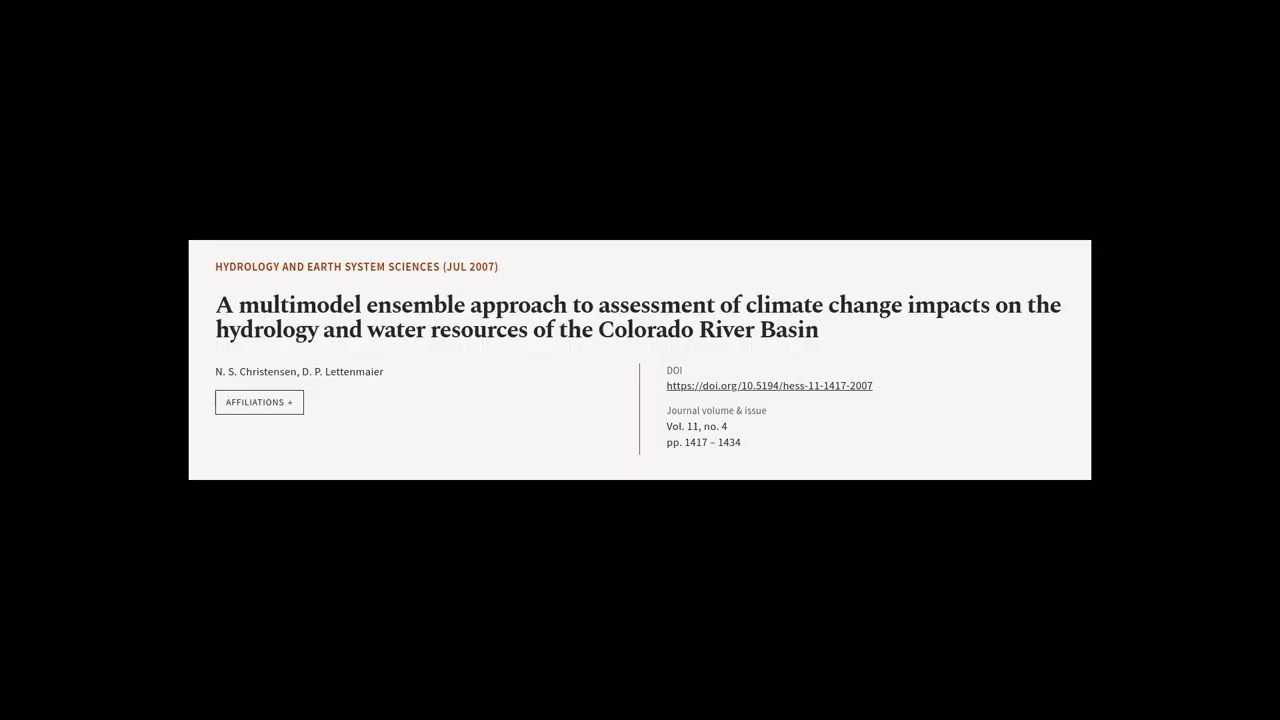 HYDROLOGY AND EARTH SYSTEM SCIENCES (JUL 2007)
A multimodel ensemble approach to assessment of climate change impacts on the
hydrology and water resources of the Colorado River Basin
N. S. Christensen, D. P. Lettenmaier
AFFILIATIONS +
DOI
https://doi.org/10.5194/hess-11-1417-2007
Journal volume & issue
Vol. 11, no. 4
pp. 1417 – 1434